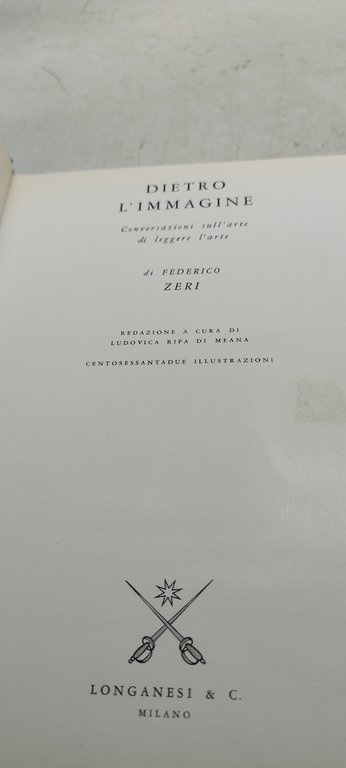 DIETRO
L'IMMAGINE
Conversazioni sull'arte
di leggere l'arte
di FEDERICO
ZERI
REDAZIONE A CURA DI
LUDOVICA RIPA DI MEANA
CENTOSESSANTADUE ILLUSTRAZIONI
LONGANESI & C.
MILANO